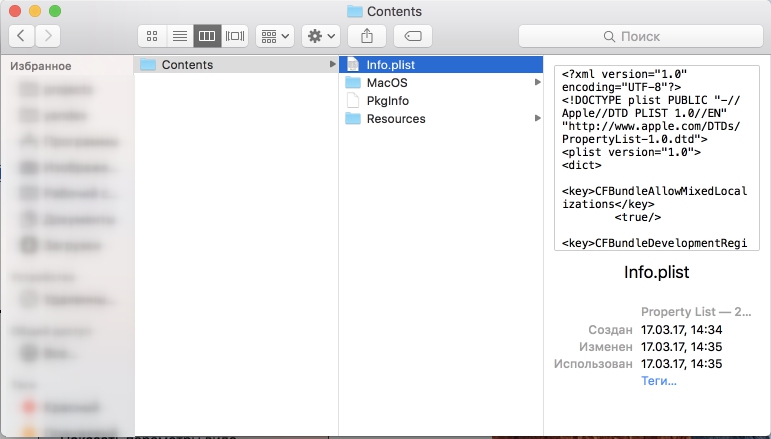 Contents
Поиск
Избранное
Contents
Info.plist
MacOS
PkgInfo
Resources
<?xml version="1.0"
encoding="UTF-8"?>
<!DOCTYPE plist PUBLIC "-//
Apple//DTD PLIST 1.0//EN"
"http://www.apple.com/DTDs/
PropertyList-1.0.dtd">
<plist version="1.0">
<dict>
<key>CFBundleAllowMixedLocal
izations</key>
<true/>
<key>CFBundleDevelopmentRegi
Info.plist
Property List — 2...
Создан 17.03.17, 14:34
Изменен 17.03.17, 14:35
Использован 17.03.17, 14:35
Теги...